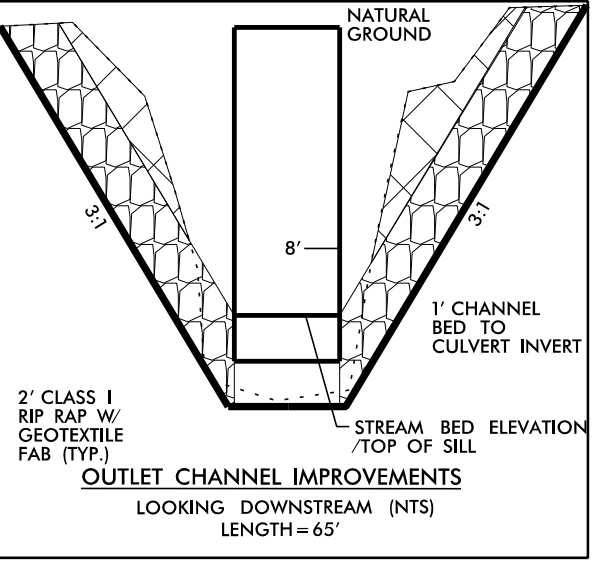 NATURAL
GROUND
3:1
3:1
8'
1' CHANNEL
BED TO
CULVERT INVERT
2' CLASS I
RIP RAP W/
GEOTEXTILE
FAB (TYP.)
STREAM BED ELEVATION
/TOP OF SILL
OUTLET CHANNEL IMPROVEMENTS
LOOKING DOWNSTREAM (NTS)
LENGTH=65'